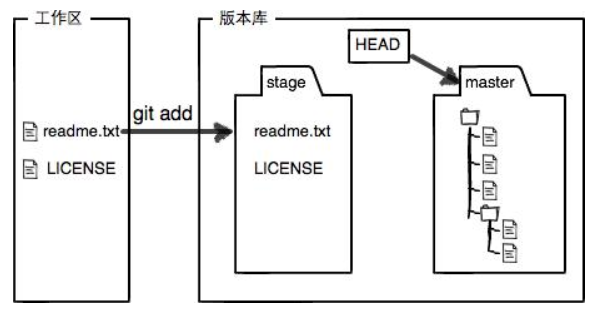 工作区
版本库
HEAD
stage
master
git add
readme.txt
readme.txt
LICENSE
LICENSE